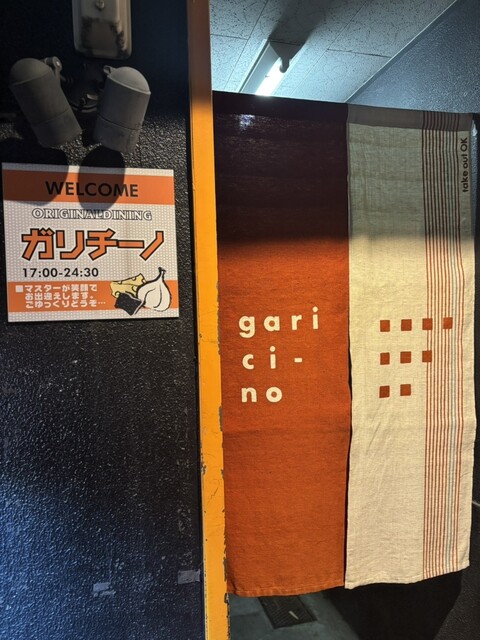 WELCOME
ORIGINALDINING
ガリチーノ
17:00-24:30
■マスターが笑顔で
お出迎えします。
ごゆっくりどうぞ…
gari
ci-
no
take out OK